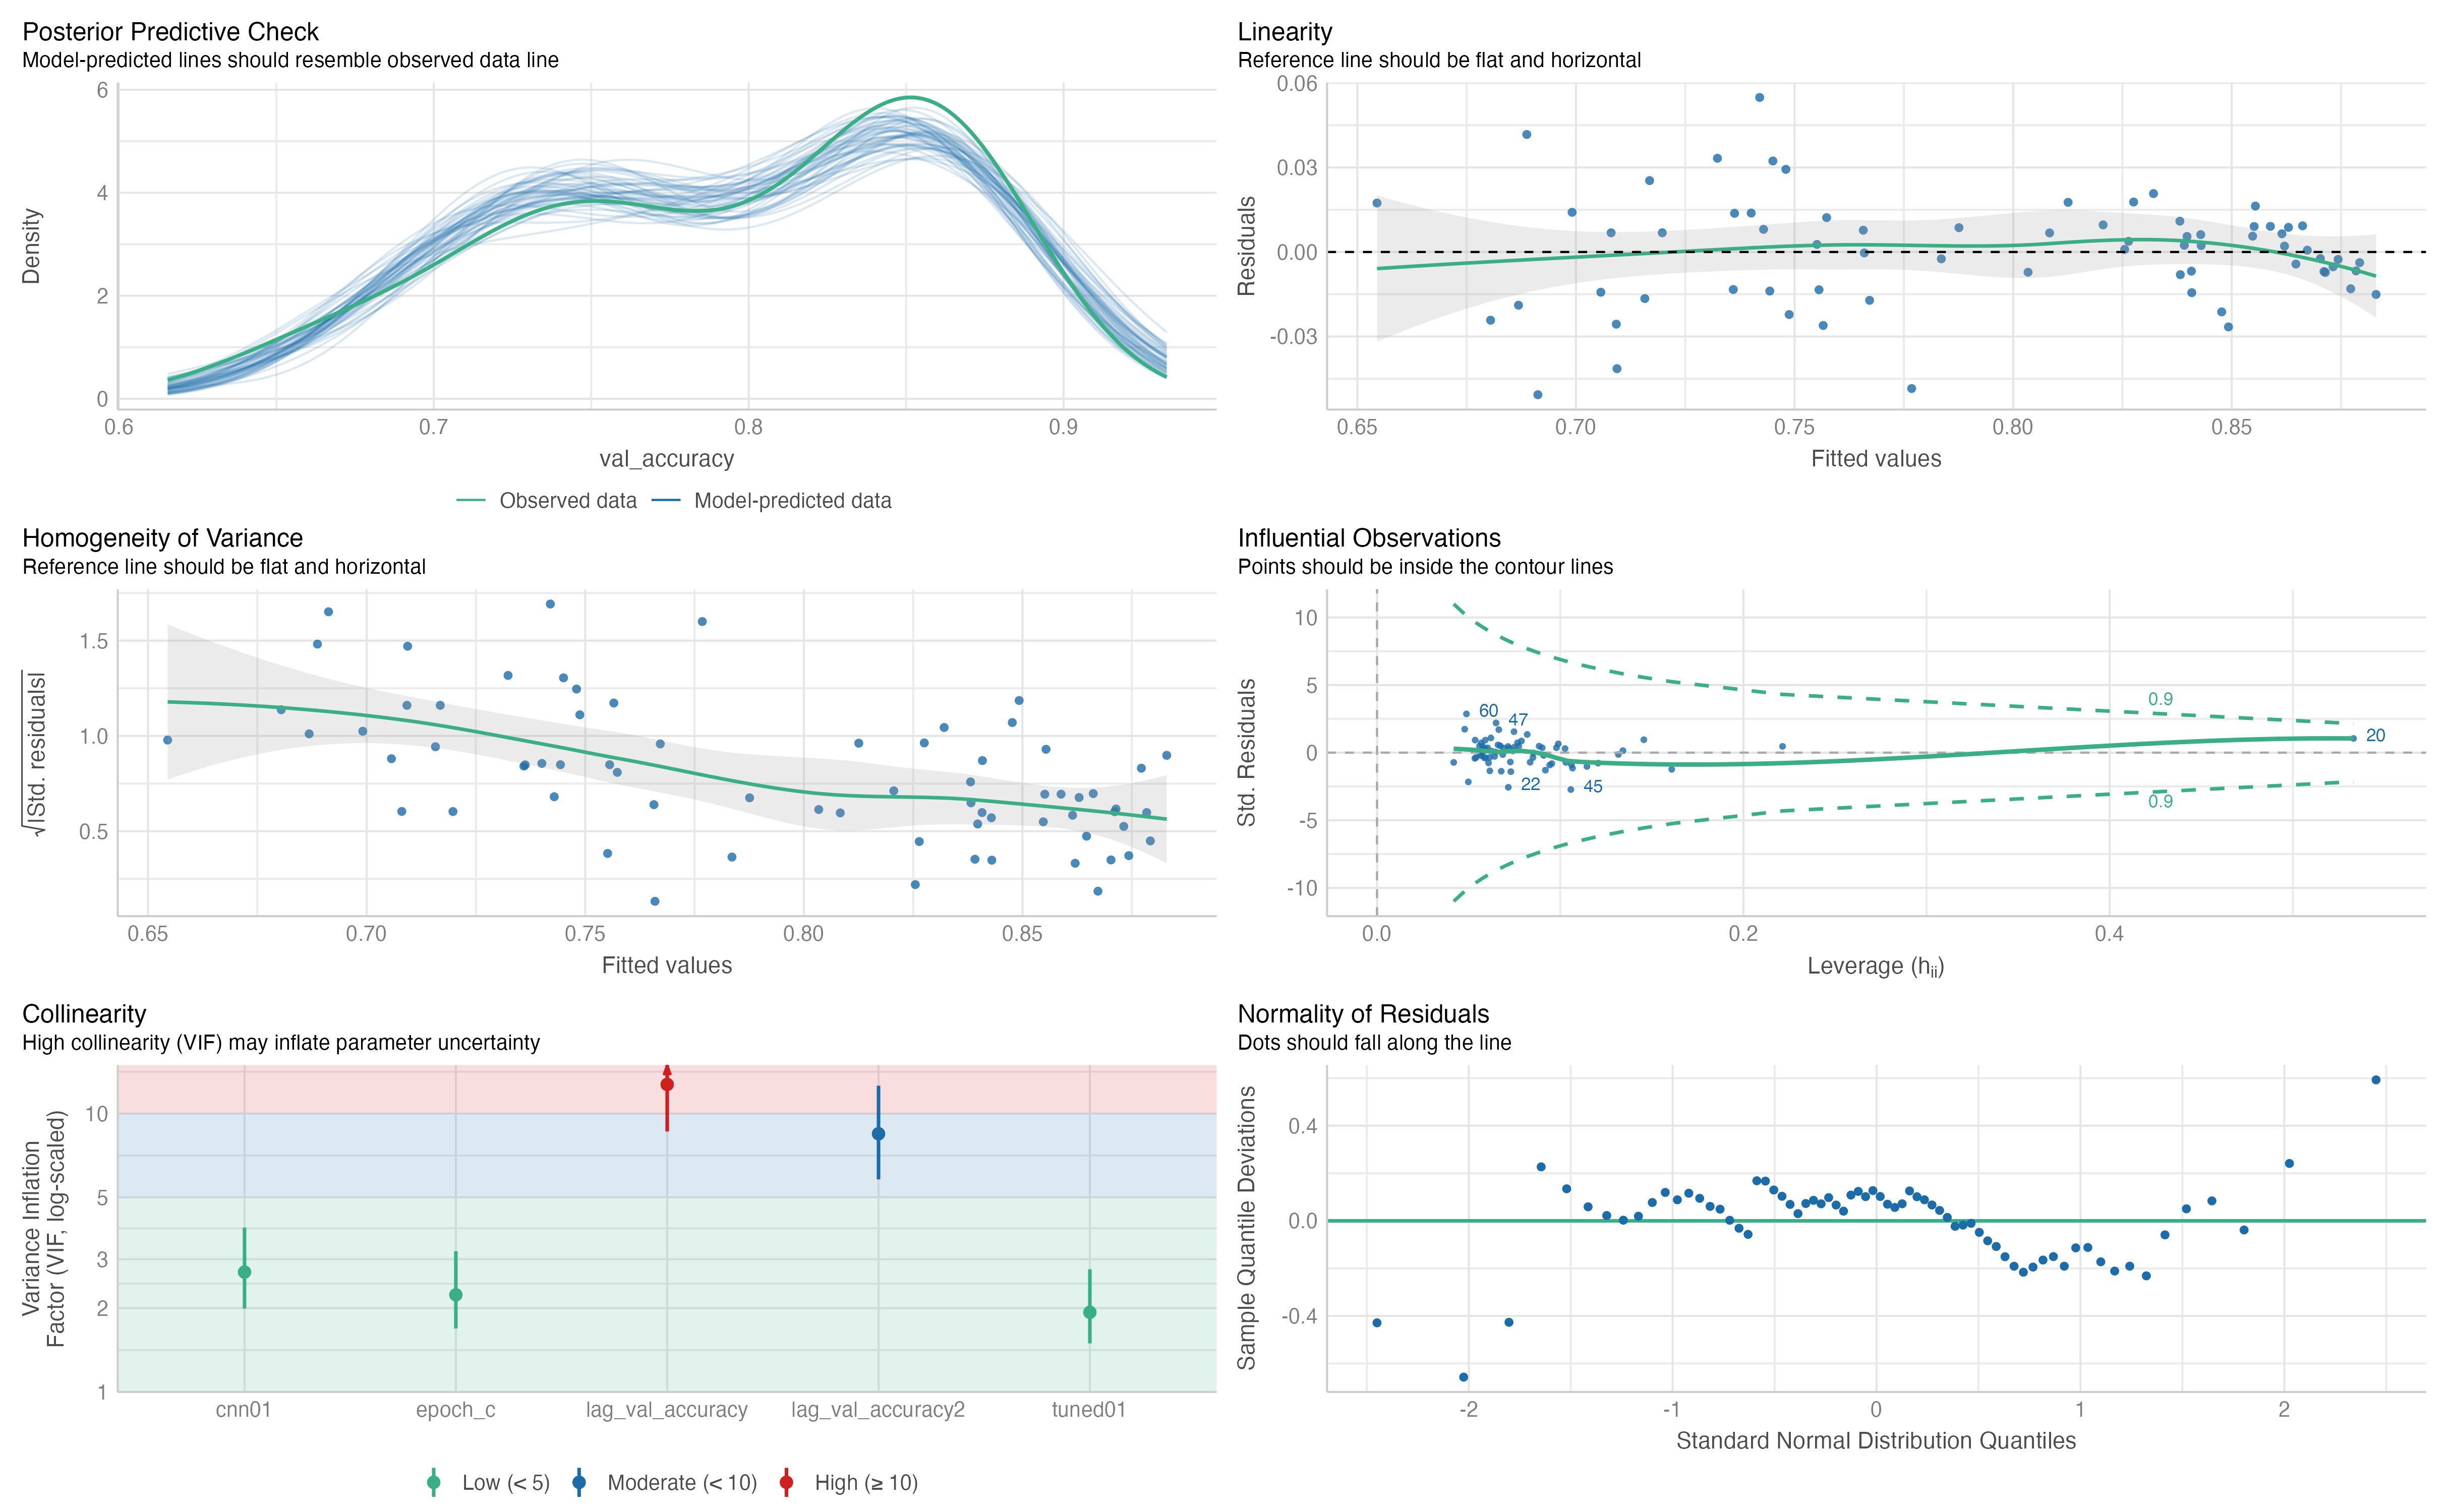 Posterior Predictive Check
Model-predicted lines should resemble observed data line
6
4
2
0
Density
0.6
0.7
0.8
0.9
val_accuracy
Observed data
Model-predicted data
Linearity
Reference line should be flat and horizontal
0.06
0.03
0.00
-0.03
Residuals
0.65
0.70
0.75
0.80
0.85
Fitted values
Homogeneity of Variance
Reference line should be flat and horizontal
1.5
1.0
0.5
√|Std. residuals|
0.65
0.70
0.75
0.80
0.85
Fitted values
Influential Observations
Points should be inside the contour lines
10
5
0
-5
-10
Std. Residuals
0.9
60
47
20
22
45
0.9
0.0
0.2
0.4
Leverage (hᵢᵢ)
Collinearity
High collinearity (VIF) may inflate parameter uncertainty
10
5
3
2
1
Variance Inflation
Factor (VIF, log-scaled)
cnn01
epoch_c
lag_val_accuracy
lag_val_accuracy2
tuned01
Low (< 5)
Moderate (< 10)
High (≥ 10)
Normality of Residuals
Dots should fall along the line
0.4
0.0
-0.4
Sample Quantile Deviations
-2
-1
0
1
2
Standard Normal Distribution Quantiles